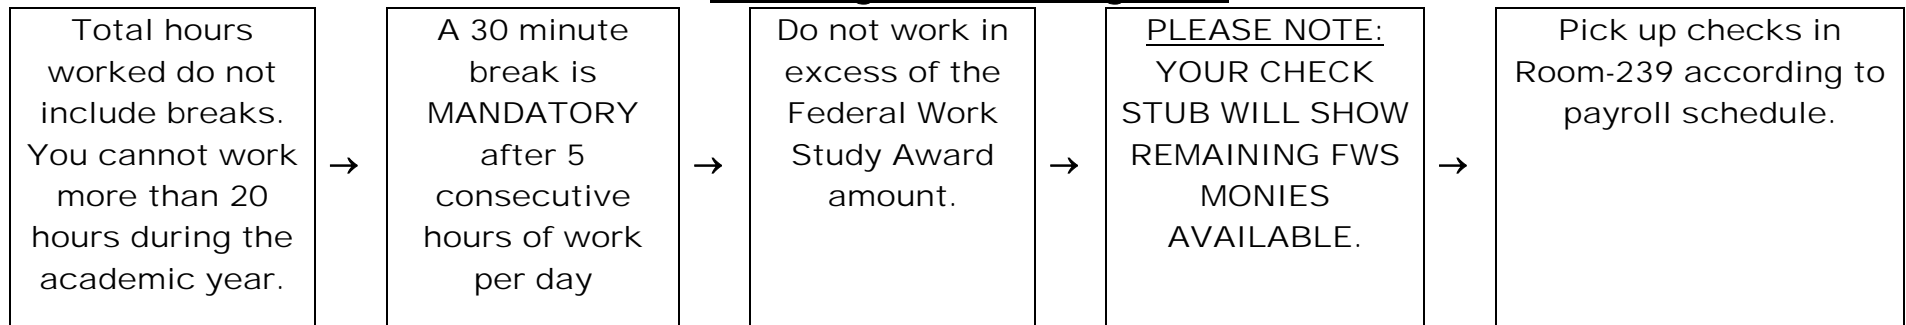 Total hours
worked do not
include breaks.
You cannot work
more than 20
hours during the
academic year.
→
A 30 minute
break is
MANDATORY
after 5
consecutive
hours of work
per day
→
Do not work in
excess of the
Federal Work
Study Award
amount.
→
PLEASE NOTE:
YOUR CHECK
STUB WILL SHOW
REMAINING FWS
MONIES
AVAILABLE.
→
Pick up checks in
Room-239 according to
payroll schedule.